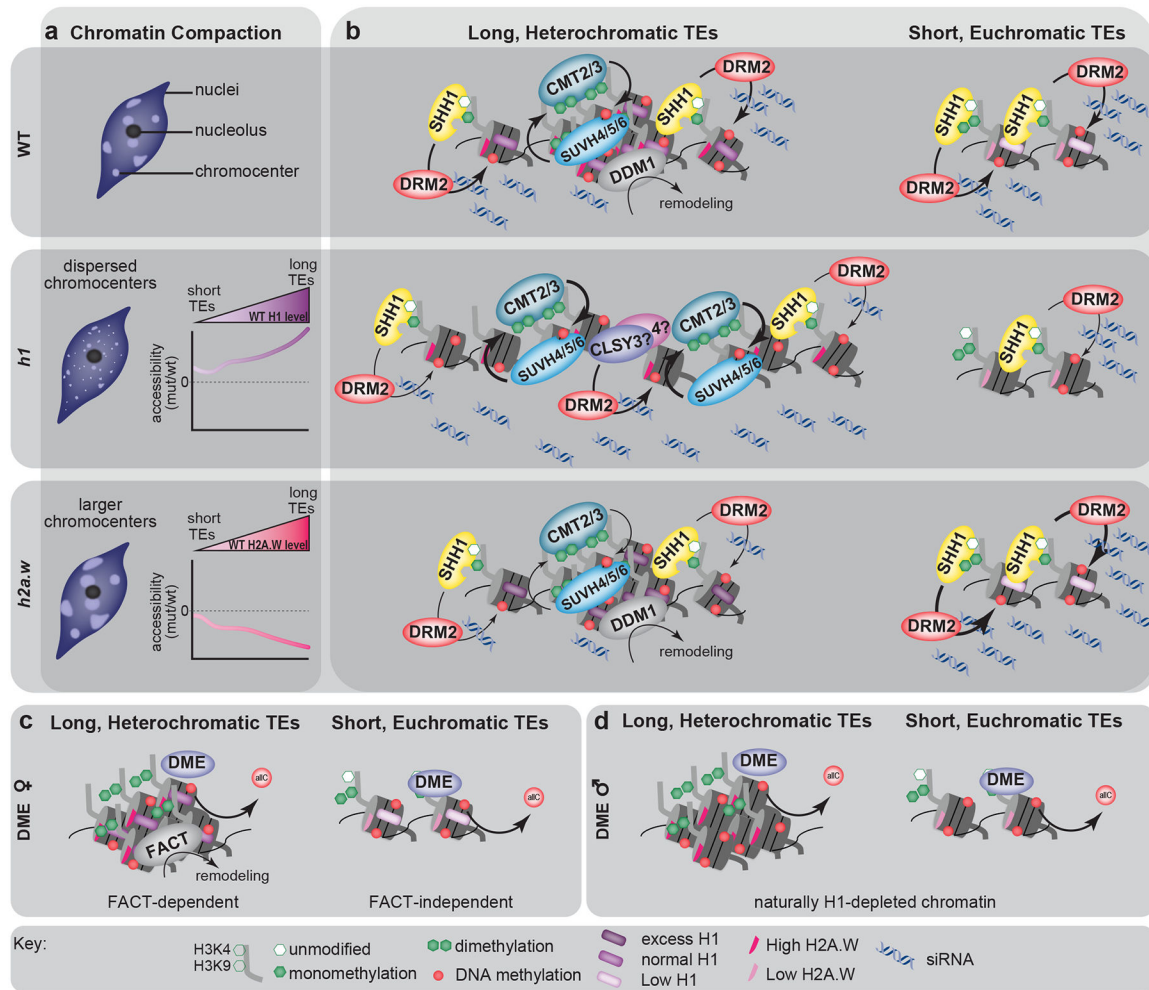 a Chromatin Compaction
b Long, Heterochromatic TEs
Short, Euchromatic TEs
WT
nuclei
nucleolus
chromocenter
SHH1
DRM2
CMT2/3
SUVH4/5/6
DDM1
remodeling
SHH1
DRM2
SHH1
DRM2
SHH1
DRM2
h1
dispersed
chromocenters
short
TEs
long
TEs
WT H1 level
accessibility
(mut/wt)
0
SHH1
DRM2
CMT2/3
SUVH4/5/6
CLSY3?
4?
DRM2
CMT2/3
SUVH4/5/6
SHH1
DRM2
SHH1
DRM2
h2a.w
larger
chromocenters
short
TEs
long
TEs
WT H2A.W level
accessibility
(mut/wt)
0
SHH1
DRM2
CMT2/3
SUVH4/5/6
DDM1
remodeling
SHH1
DRM2
SHH1
DRM2
SHH1
DRM2
c Long, Heterochromatic TEs
Short, Euchromatic TEs
DME ♀
DME
allC
FACT
remodeling
FACT-dependent
DME
allC
FACT-independent
d Long, Heterochromatic TEs
Short, Euchromatic TEs
DME ♂
DME
allC
DME
allC
naturally H1-depleted chromatin
Key:
H3K4
H3K9
unmodified
monomethylation
dimethylation
DNA methylation
excess H1
normal H1
Low H1
High H2A.W
Low H2A.W
siRNA